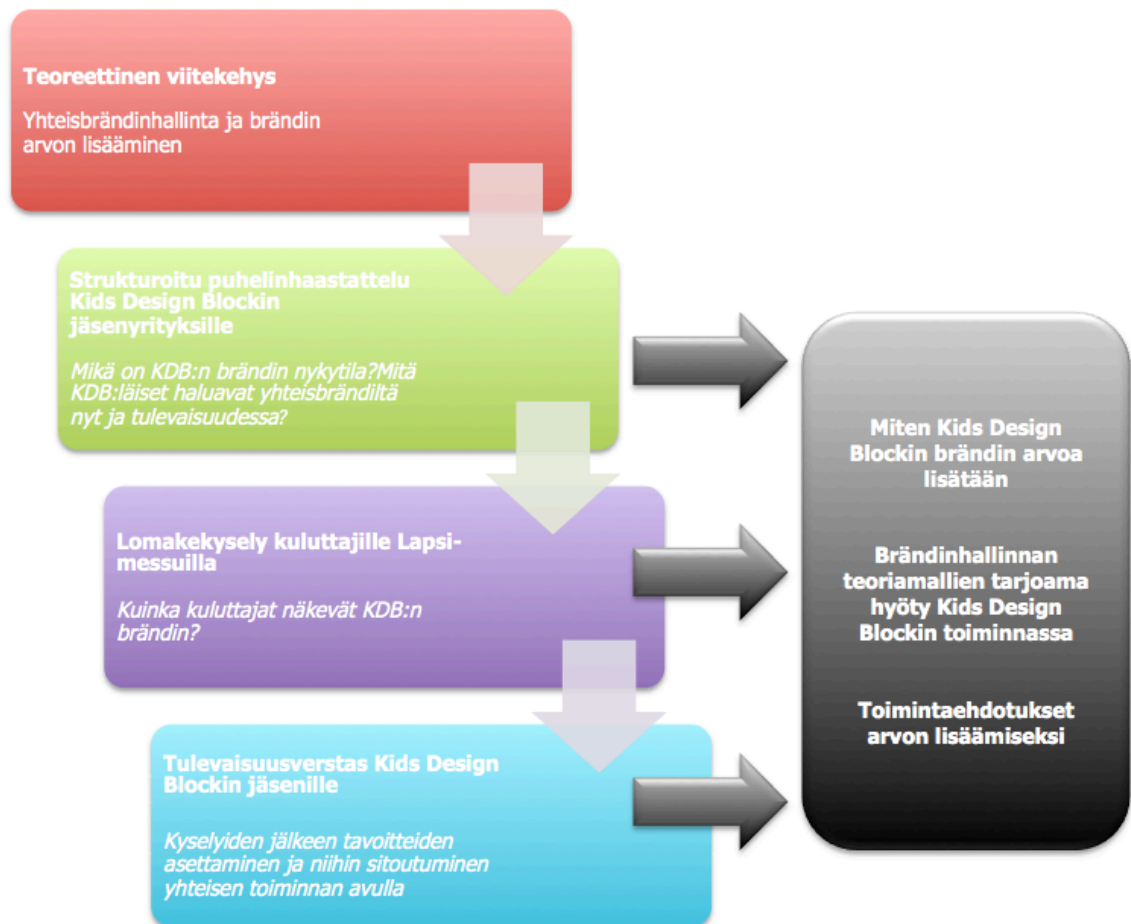 Teoreettinen viitekehys
Yhteisbrändinhallinta ja brändin
arvon lisääminen
Strukturoitu puhelinhaastattelu
Kids Design Blockin
jäsenyrityksille
Mikä on KDB:n brändin nykytila?Mitä
KDB:läiset haluavat yhteisbrändiltä
nyt ja tulevaisuudessa?
Lomakekysely kuluttajille Lapsi-
messuilla
Kuinka kuluttajat näkevät KDB:n
brändin?
Tulevaisuusverstas Kids Design
Blockin jäsenille
Kyselyiden jälkeen tavoitteiden
asettaminen ja niihin sitoutuminen
yhteisen toiminnan avulla
Miten Kids Design
Blockin brändin arvoa
lisätään
Brändinhallinnan
teoriamallien tarjoama
hyöty Kids Design
Blockin toiminnassa
Toimintaehdotukset
arvon lisäämiseksi